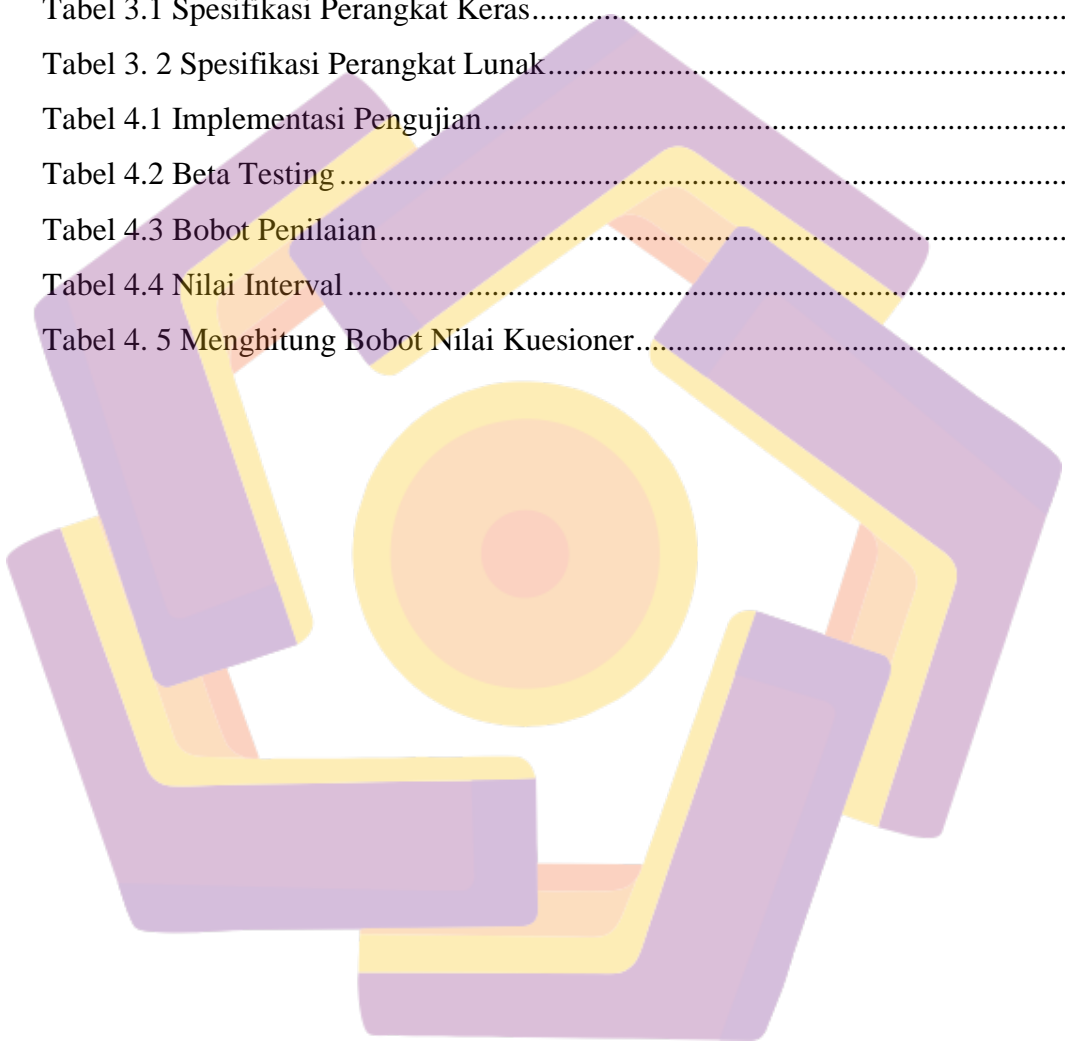 Tabel 3.1 Spesifikasi Perangkat Keras....................................................................
Tabel 3. 2 Spesifikasi Perangkat Lunak..................................................................
Tabel 4.1 Implementasi Pengujian...........................................................................
Tabel 4.2 Beta Testing.............................................................................................
Tabel 4.3 Bobot Penilaian........................................................................................
Tabel 4.4 Nilai Interval............................................................................................
Tabel 4. 5 Menghitung Bobot Nilai Kuesioner.......................................................